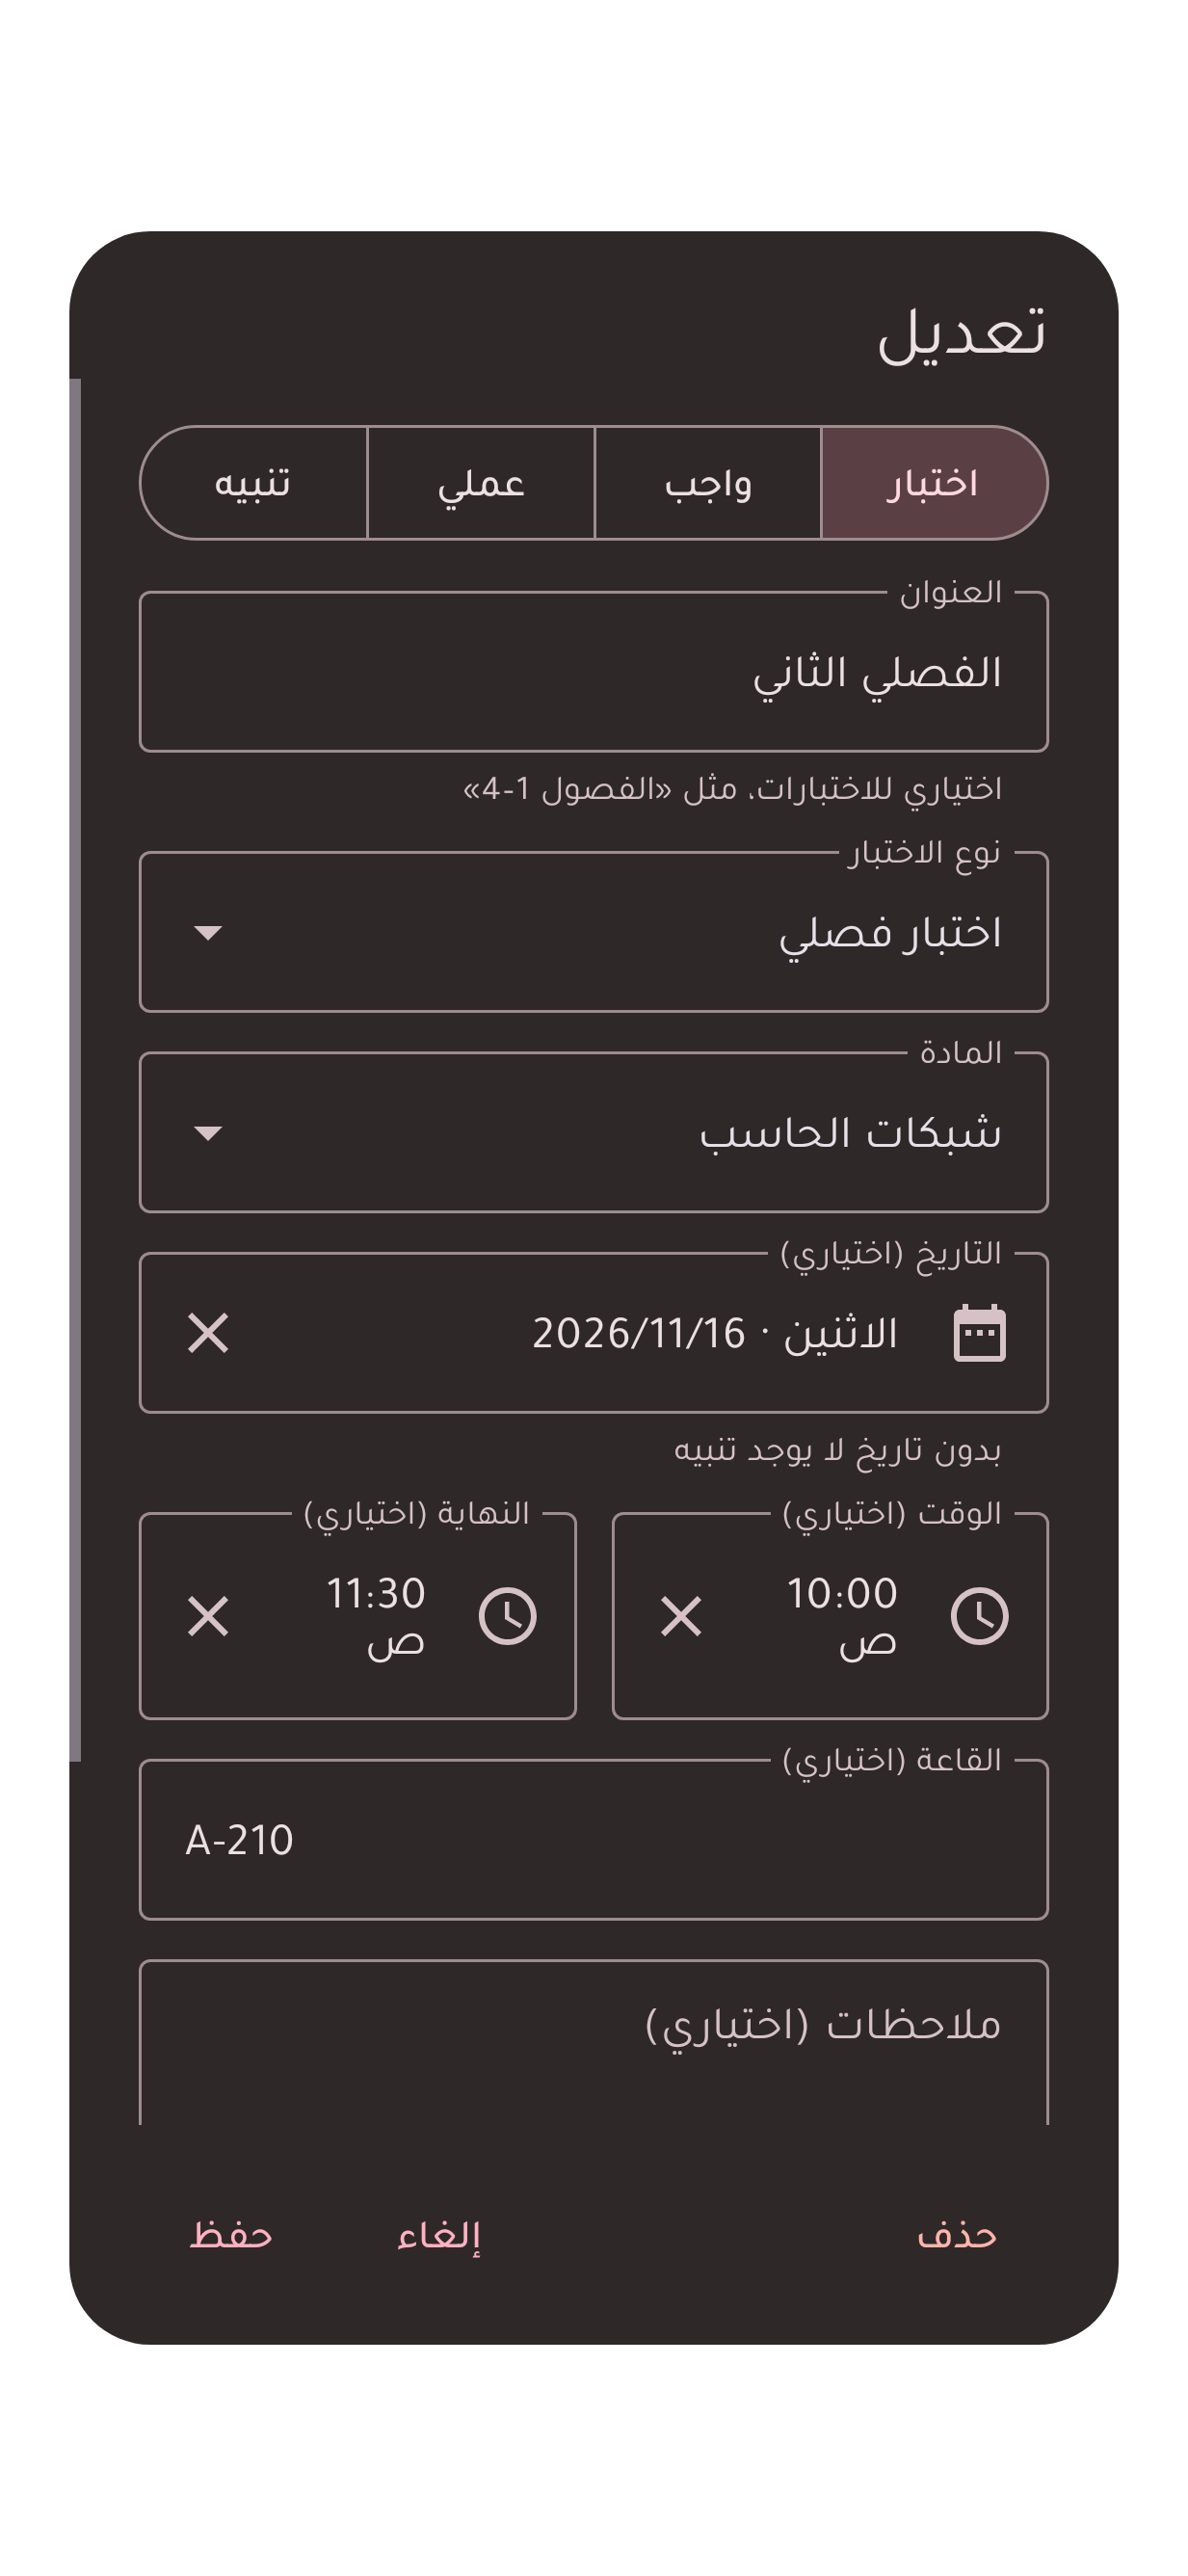 تعديل
اختبار
واجب
عملي
تنبيه
العنوان
الفصلي الثاني
اختياري للاختبارات، مثل «الفصول 1-4»
نوع الاختبار
اختبار فصلي
المادة
شبكات الحاسب
التاريخ (اختياري)
الاثنين · 2026/11/16
بدون تاريخ لا يوجد تنبيه
الوقت (اختياري)
10:00
ص
النهاية (اختياري)
11:30
ص
القاعة (اختياري)
A-210
ملاحظات (اختياري)
حذف
إلغاء
حفظ